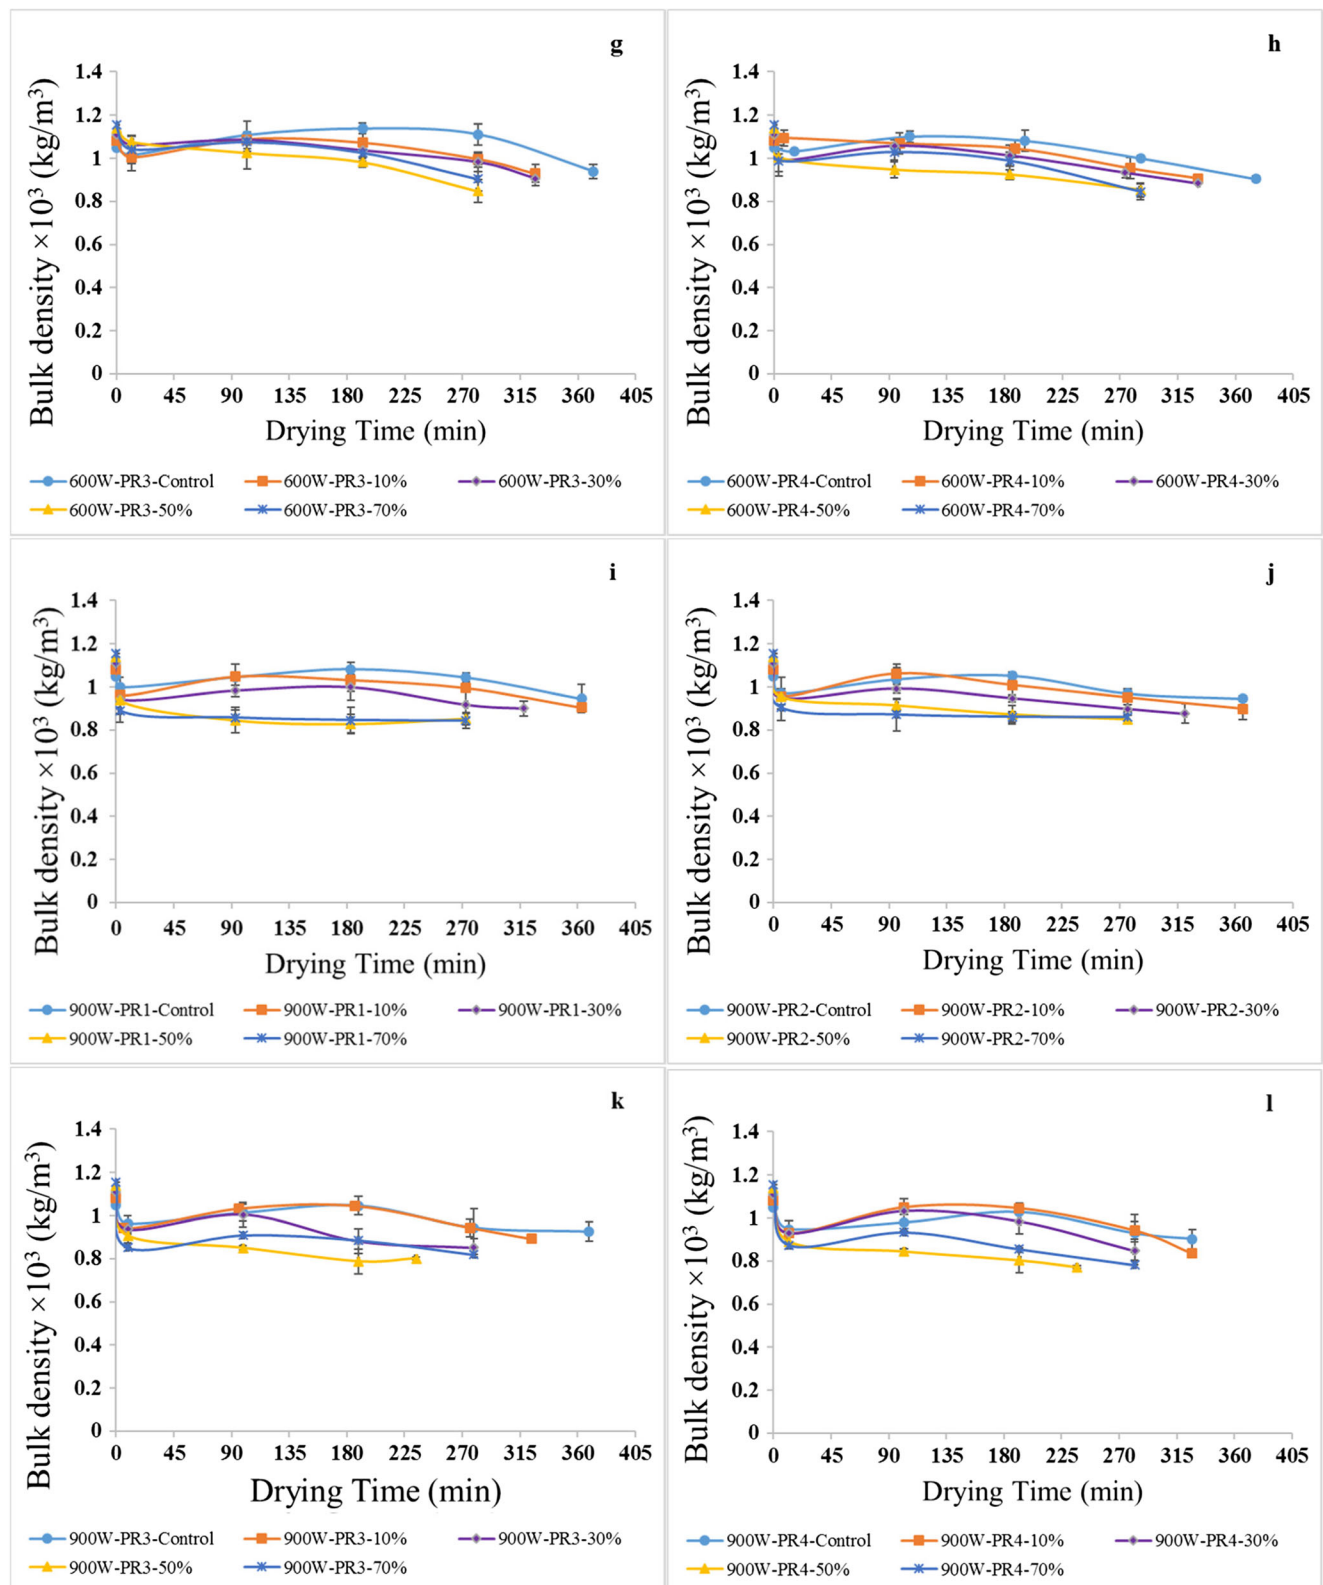 g
Bulk density ×10³ (kg/m³)
1.4
1.2
1
0.8
0.6
0.4
0.2
0
0 45 90 135 180 225 270 315 360 405
Drying Time (min)
600W-PR3-Control 600W-PR3-10% 600W-PR3-30%
600W-PR3-50% 600W-PR3-70%
h
Bulk density ×10³ (kg/m³)
1.4
1.2
1
0.8
0.6
0.4
0.2
0
0 45 90 135 180 225 270 315 360 405
Drying Time (min)
600W-PR4-Control 600W-PR4-10% 600W-PR4-30%
600W-PR4-50% 600W-PR4-70%
i
Bulk density ×10³ (kg/m³)
1.4
1.2
1
0.8
0.6
0.4
0.2
0
0 45 90 135 180 225 270 315 360 405
Drying Time (min)
900W-PR1-Control 900W-PR1-10% 900W-PR1-30%
900W-PR1-50% 900W-PR1-70%
j
Bulk density ×10³ (kg/m³)
1.4
1.2
1
0.8
0.6
0.4
0.2
0
0 45 90 135 180 225 270 315 360 405
Drying Time (min)
900W-PR2-Control 900W-PR2-10% 900W-PR2-30%
900W-PR2-50% 900W-PR2-70%
k
Bulk density ×10³ (kg/m³)
1.4
1.2
1
0.8
0.6
0.4
0.2
0
0 45 90 135 180 225 270 315 360 405
Drying Time (min)
900W-PR3-Control 900W-PR3-10% 900W-PR3-30%
900W-PR3-50% 900W-PR3-70%
l
Bulk density ×10³ (kg/m³)
1.4
1.2
1
0.8
0.6
0.4
0.2
0
0 45 90 135 180 225 270 315 360 405
Drying Time (min)
900W-PR4-Control 900W-PR4-10% 900W-PR4-30%
900W-PR4-50% 900W-PR4-70%